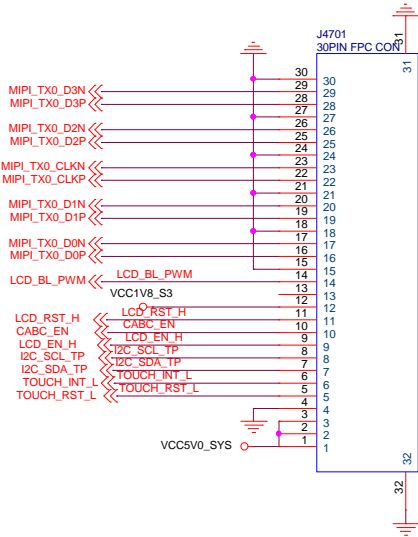 J4701
30PIN FPC CON
31
31
30 30
MIPI_TX0_D3N 29 29
MIPI_TX0_D3P 28 28
27 27
MIPI_TX0_D2N 26 26
MIPI_TX0_D2P 25 25
24 24
MIPI_TX0_CLKN 23 23
MIPI_TX0_CLKP 22 22
21 21
MIPI_TX0_D1N 20 20
MIPI_TX0_D1P 19 19
18 18
MIPI_TX0_D0N 17 17
MIPI_TX0_D0P 16 16
15 15
LCD_BL_PWM LCD_BL_PWM 14 14
13 13
VCC1V8_S3 12 12
LCD_RST_H LCD_RST_H 11 11
CABC_EN CABC_EN 10 10
LCD_EN_H LCD_EN_H 9 9
I2C_SCL_TP I2C_SCL_TP 8 8
I2C_SDA_TP I2C_SDA_TP 7 7
TOUCH_INT_L TOUCH_INT_L 6 6
TOUCH_RST_L TOUCH_RST_L 5 5
4 4
3 3
2 2
VCC5V0_SYS 1 1
32
32